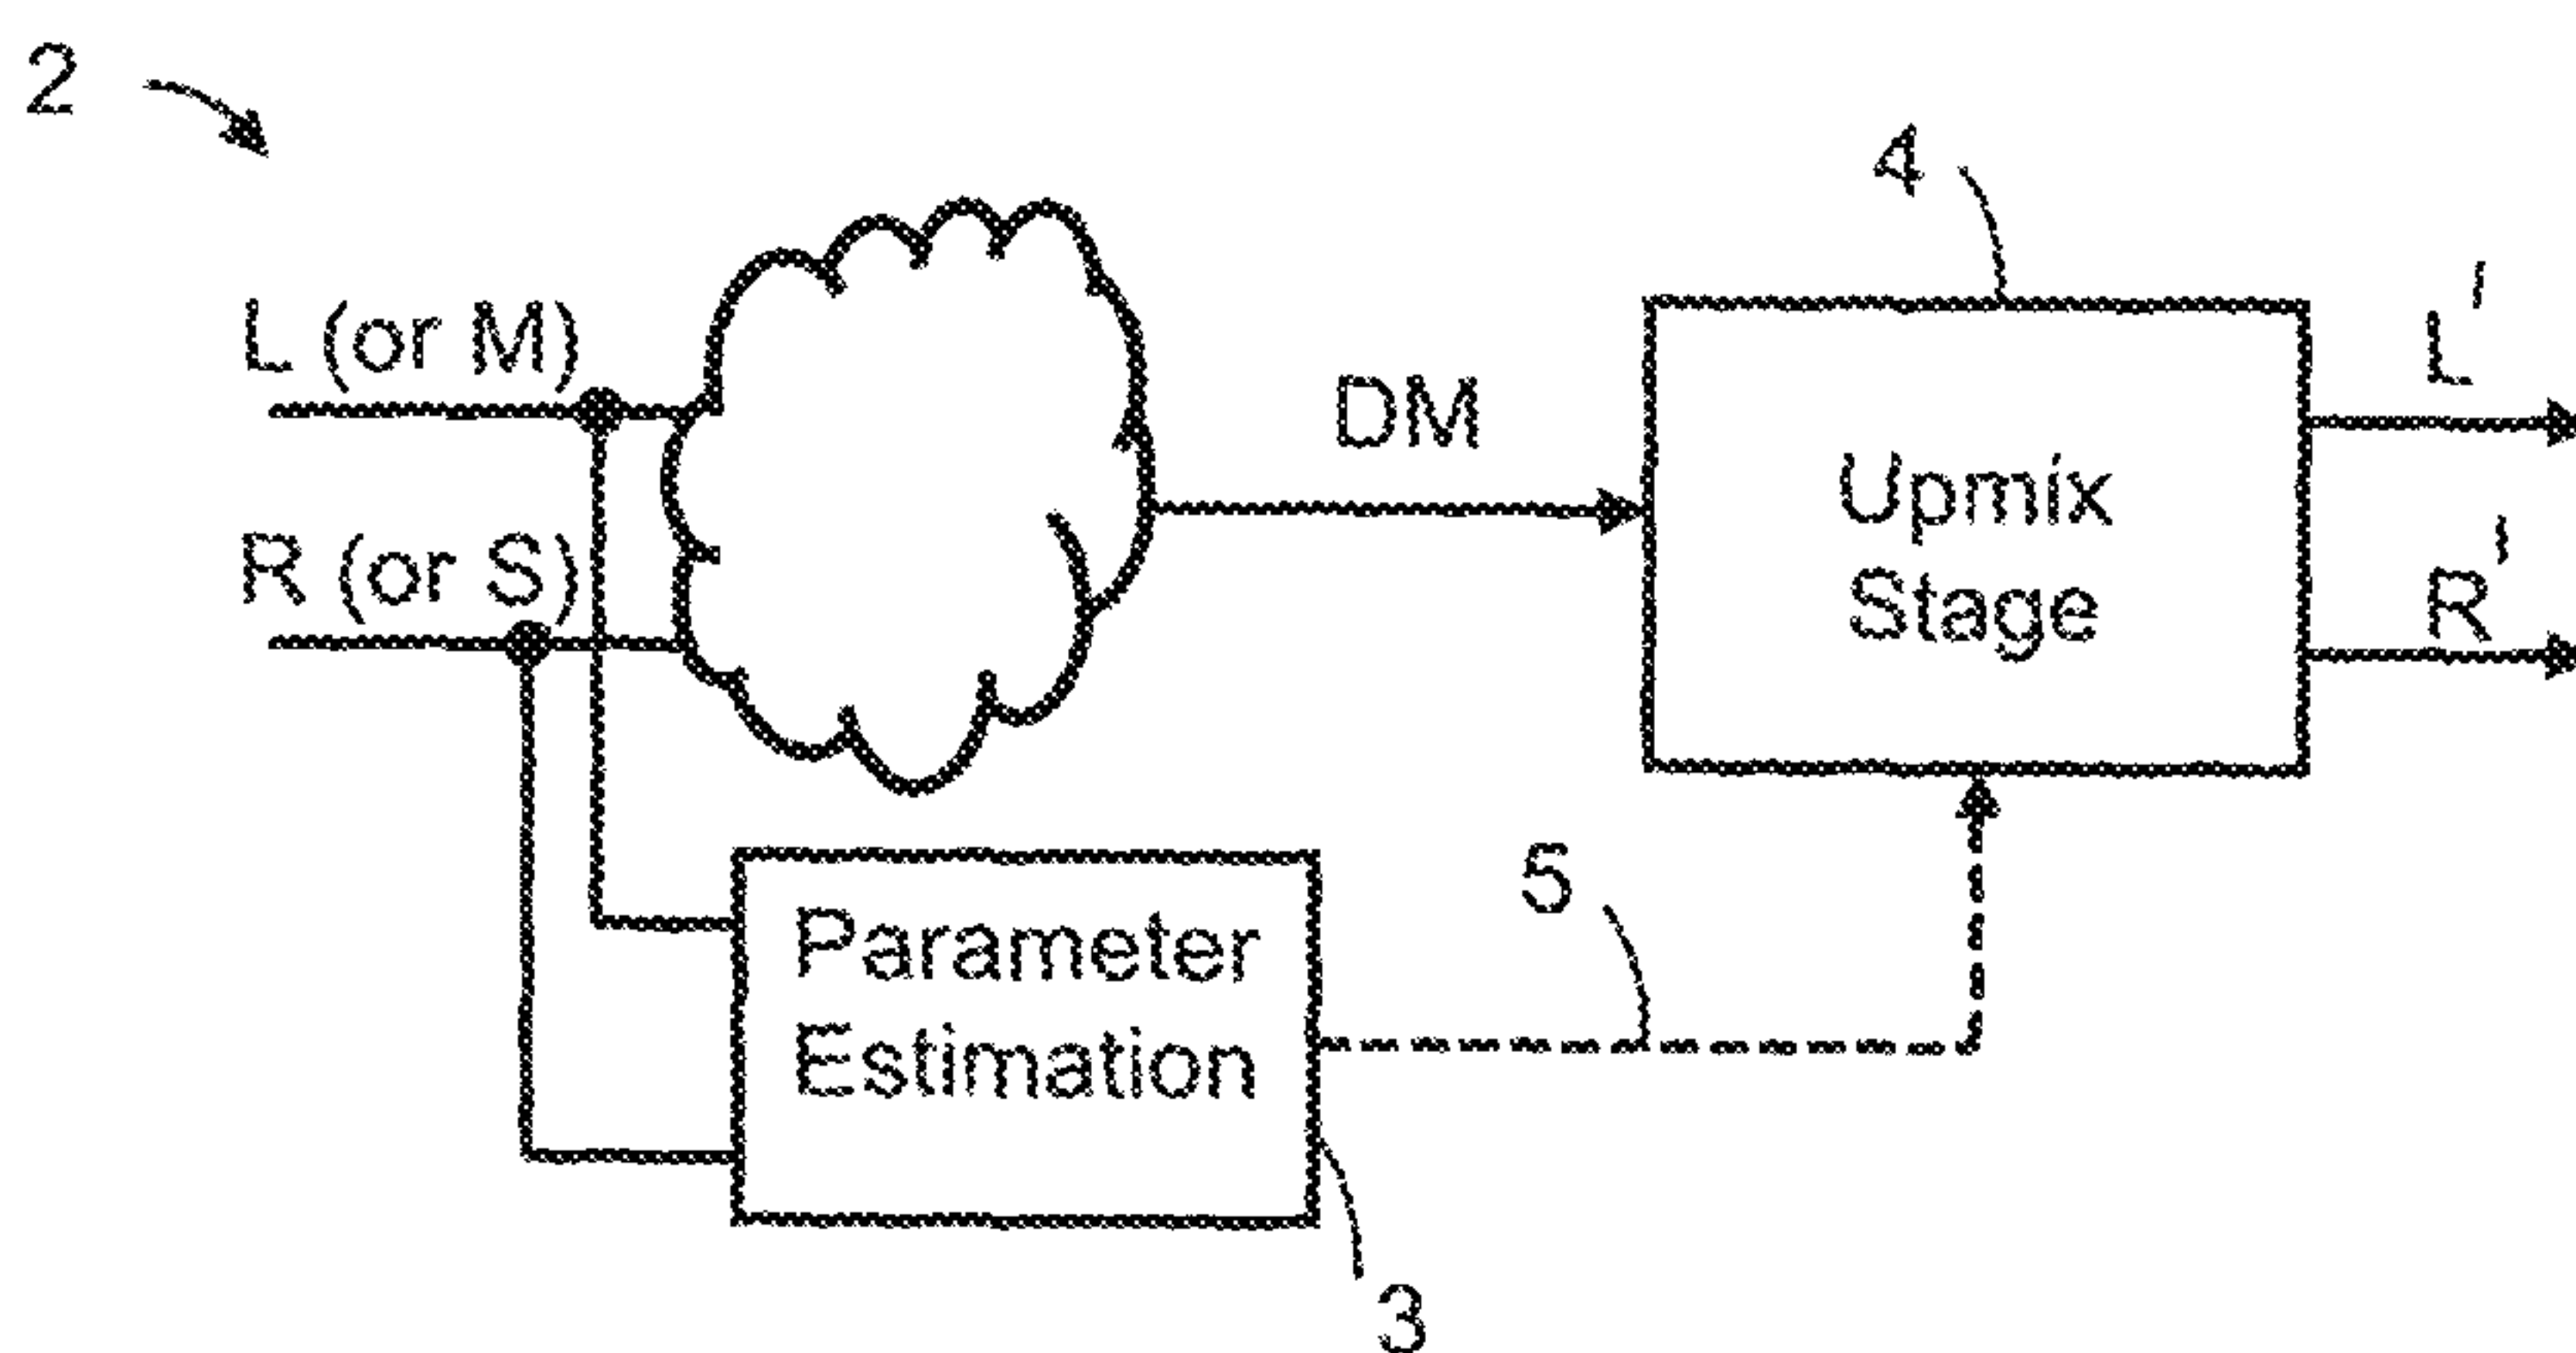 2
4
L (or M)
L'
DM
Upmix
Stage
R (or S)
R'
5
Parameter
Estimation
3